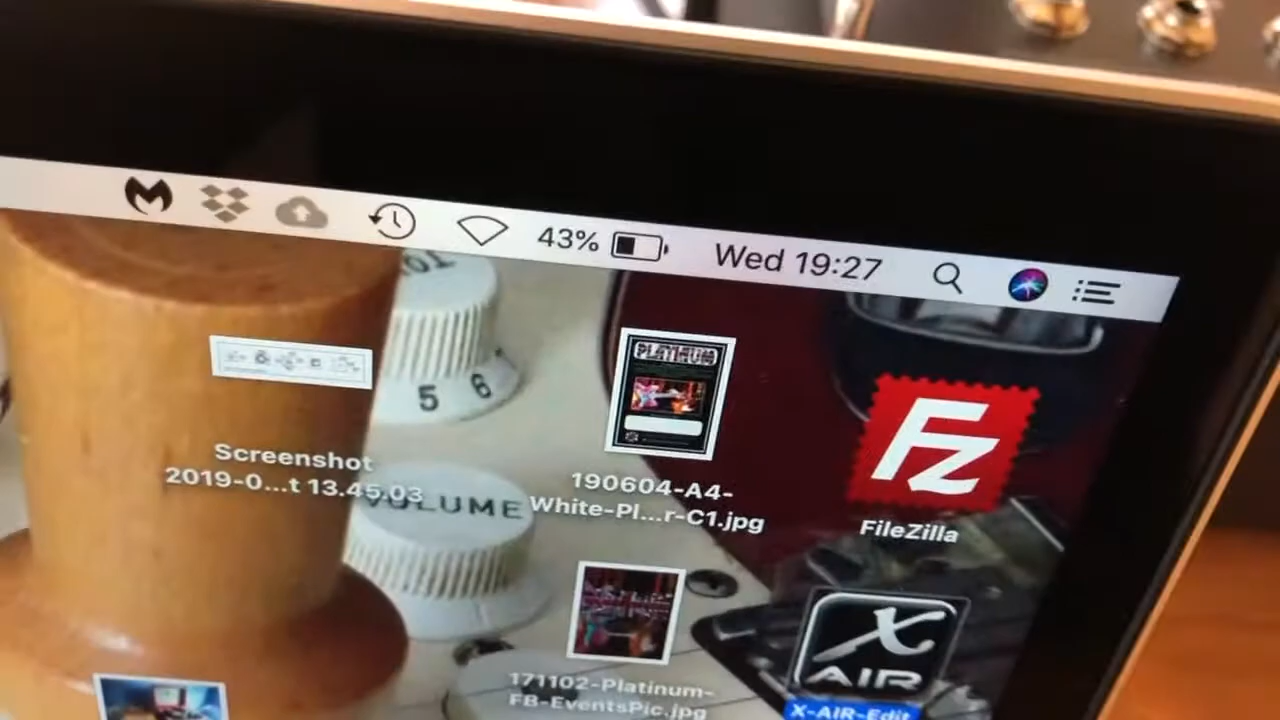 43%
Wed 19:27
10
5 6
VOLUME
Screenshot
2019-0...t 13.45.03
PLATINUM
190604-A4-
White-Pl...r-C1.jpg
FZ
FileZilla
171102-Platinum-
FB-EventsPic.jpg
X
AIR
X-AIR-Edit